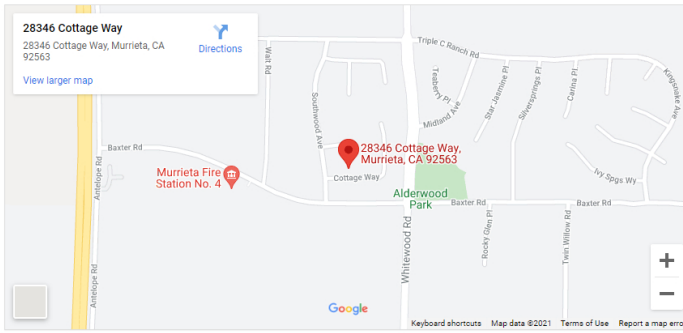 28346 Cottage Way
28346 Cottage Way, Murrieta, CA
92563
Directions
View larger map
Triple C Ranch Rd
Walt Rd
Teaberry Pl
Star Jasmine Pl
Silversprings Pl
Carina Pl
Kingsnake Ave
Southwood Ave
Midland Ave
Baxter Rd
28346 Cottage Way,
Murrieta, CA 92563
Murrieta Fire
Station No. 4
Cottage Way
Ivy Spgs Wy
Antelope Rd
Alderwood
Park
Baxter Rd
Baxter Rd
Whitewood Rd
Rocky Glen Pl
Twin Willow Rd
Antelope Rd
+
−
Google
Keyboard shortcuts
Map data ©2021
Terms of Use
Report a map erro